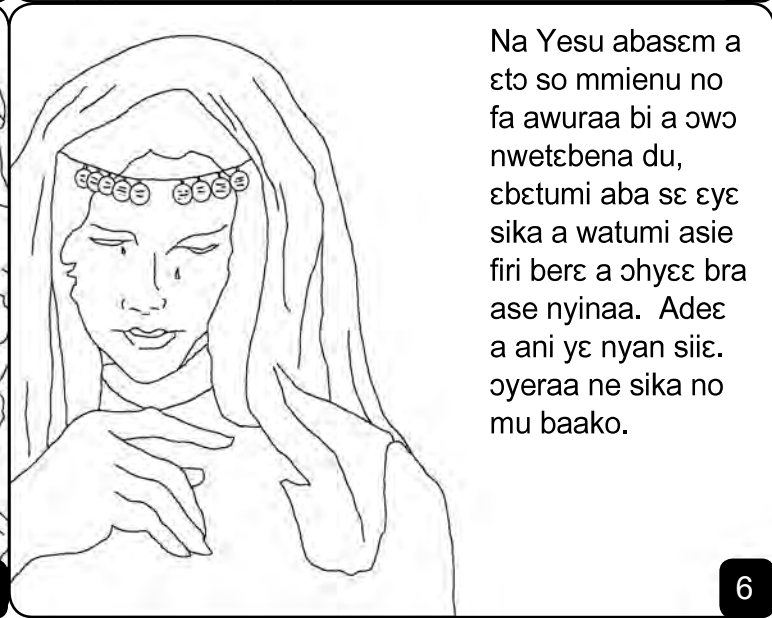 Na Yesu abasɛm a
ɛtɔ so mmienu no
fa awuraa bi a ɔwɔ
nwetɛbena du,
ɛbɛtumi aba sɛ ɛyɛ
sika a watumi asie
firi berɛ a ɔhyɛɛ bra
ase nyinaa. Adeɛ
a ani yɛ nyan siiɛ.
ɔyeraa ne sika no
mu baako.
6